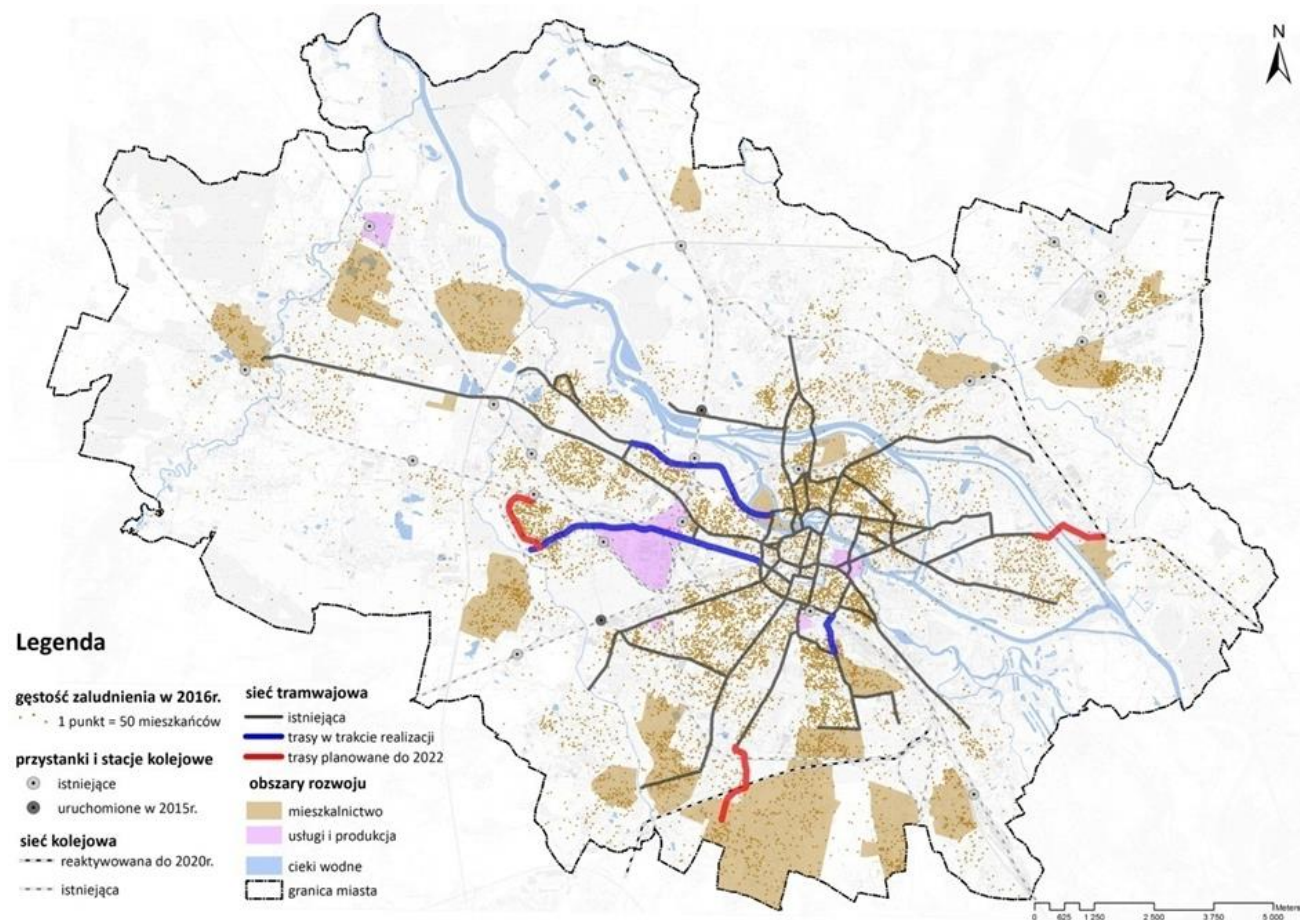 N
Legenda
gęstość zaludnienia w 2016r.
1 punkt = 50 mieszkańców
przystanki i stacje kolejowe
istniejące
uruchomione w 2015r.
sieć kolejowa
reaktywowana do 2020r.
istniejąca
sieć tramwajowa
istniejąca
trasy w trakcie realizacji
trasy planowane do 2022
obszary rozwoju
mieszkalnictwo
usługi i produkcja
cieki wodne
granica miasta
Meters
0 625 1 250 2 500 3 750 5 000